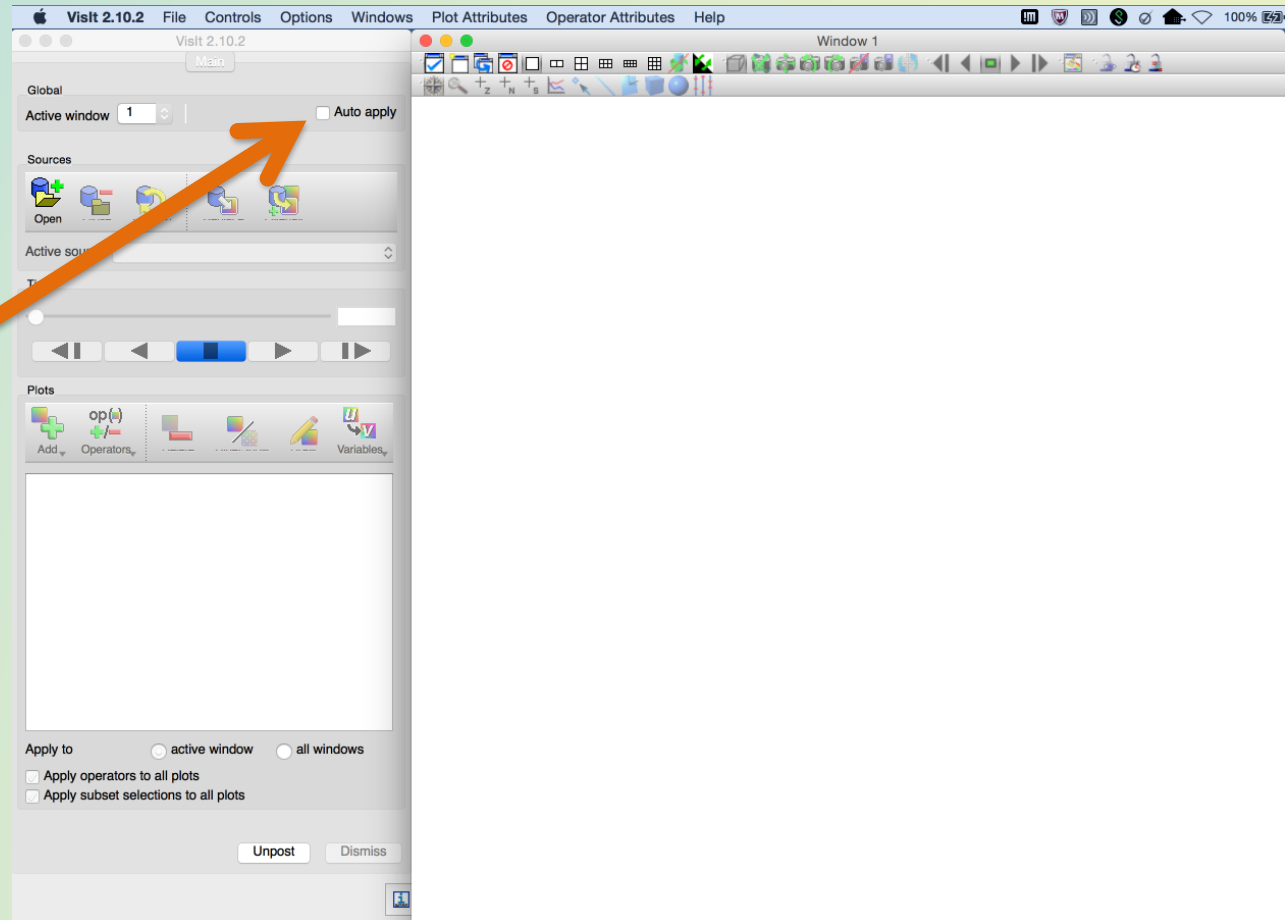 VisIt 2.10.2 File Controls Options Windows Plot Attributes Operator Attributes Help 100%
VisIt 2.10.2
Window 1
Main
Global
Active window 1 Auto apply
Sources
Open
Plots
op(
Add Operators Variables
Apply to active window all windows
Apply operators to all plots
Apply subset selections to all plots
Unpost Dismiss